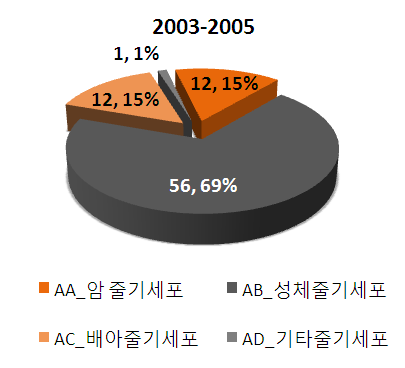 2003-2005
1, 1%
12, 15%
12, 15%
56, 69%
AA_암 줄기세포
AB_성체줄기세포
AC_배아줄기세포
AD_기타줄기세포